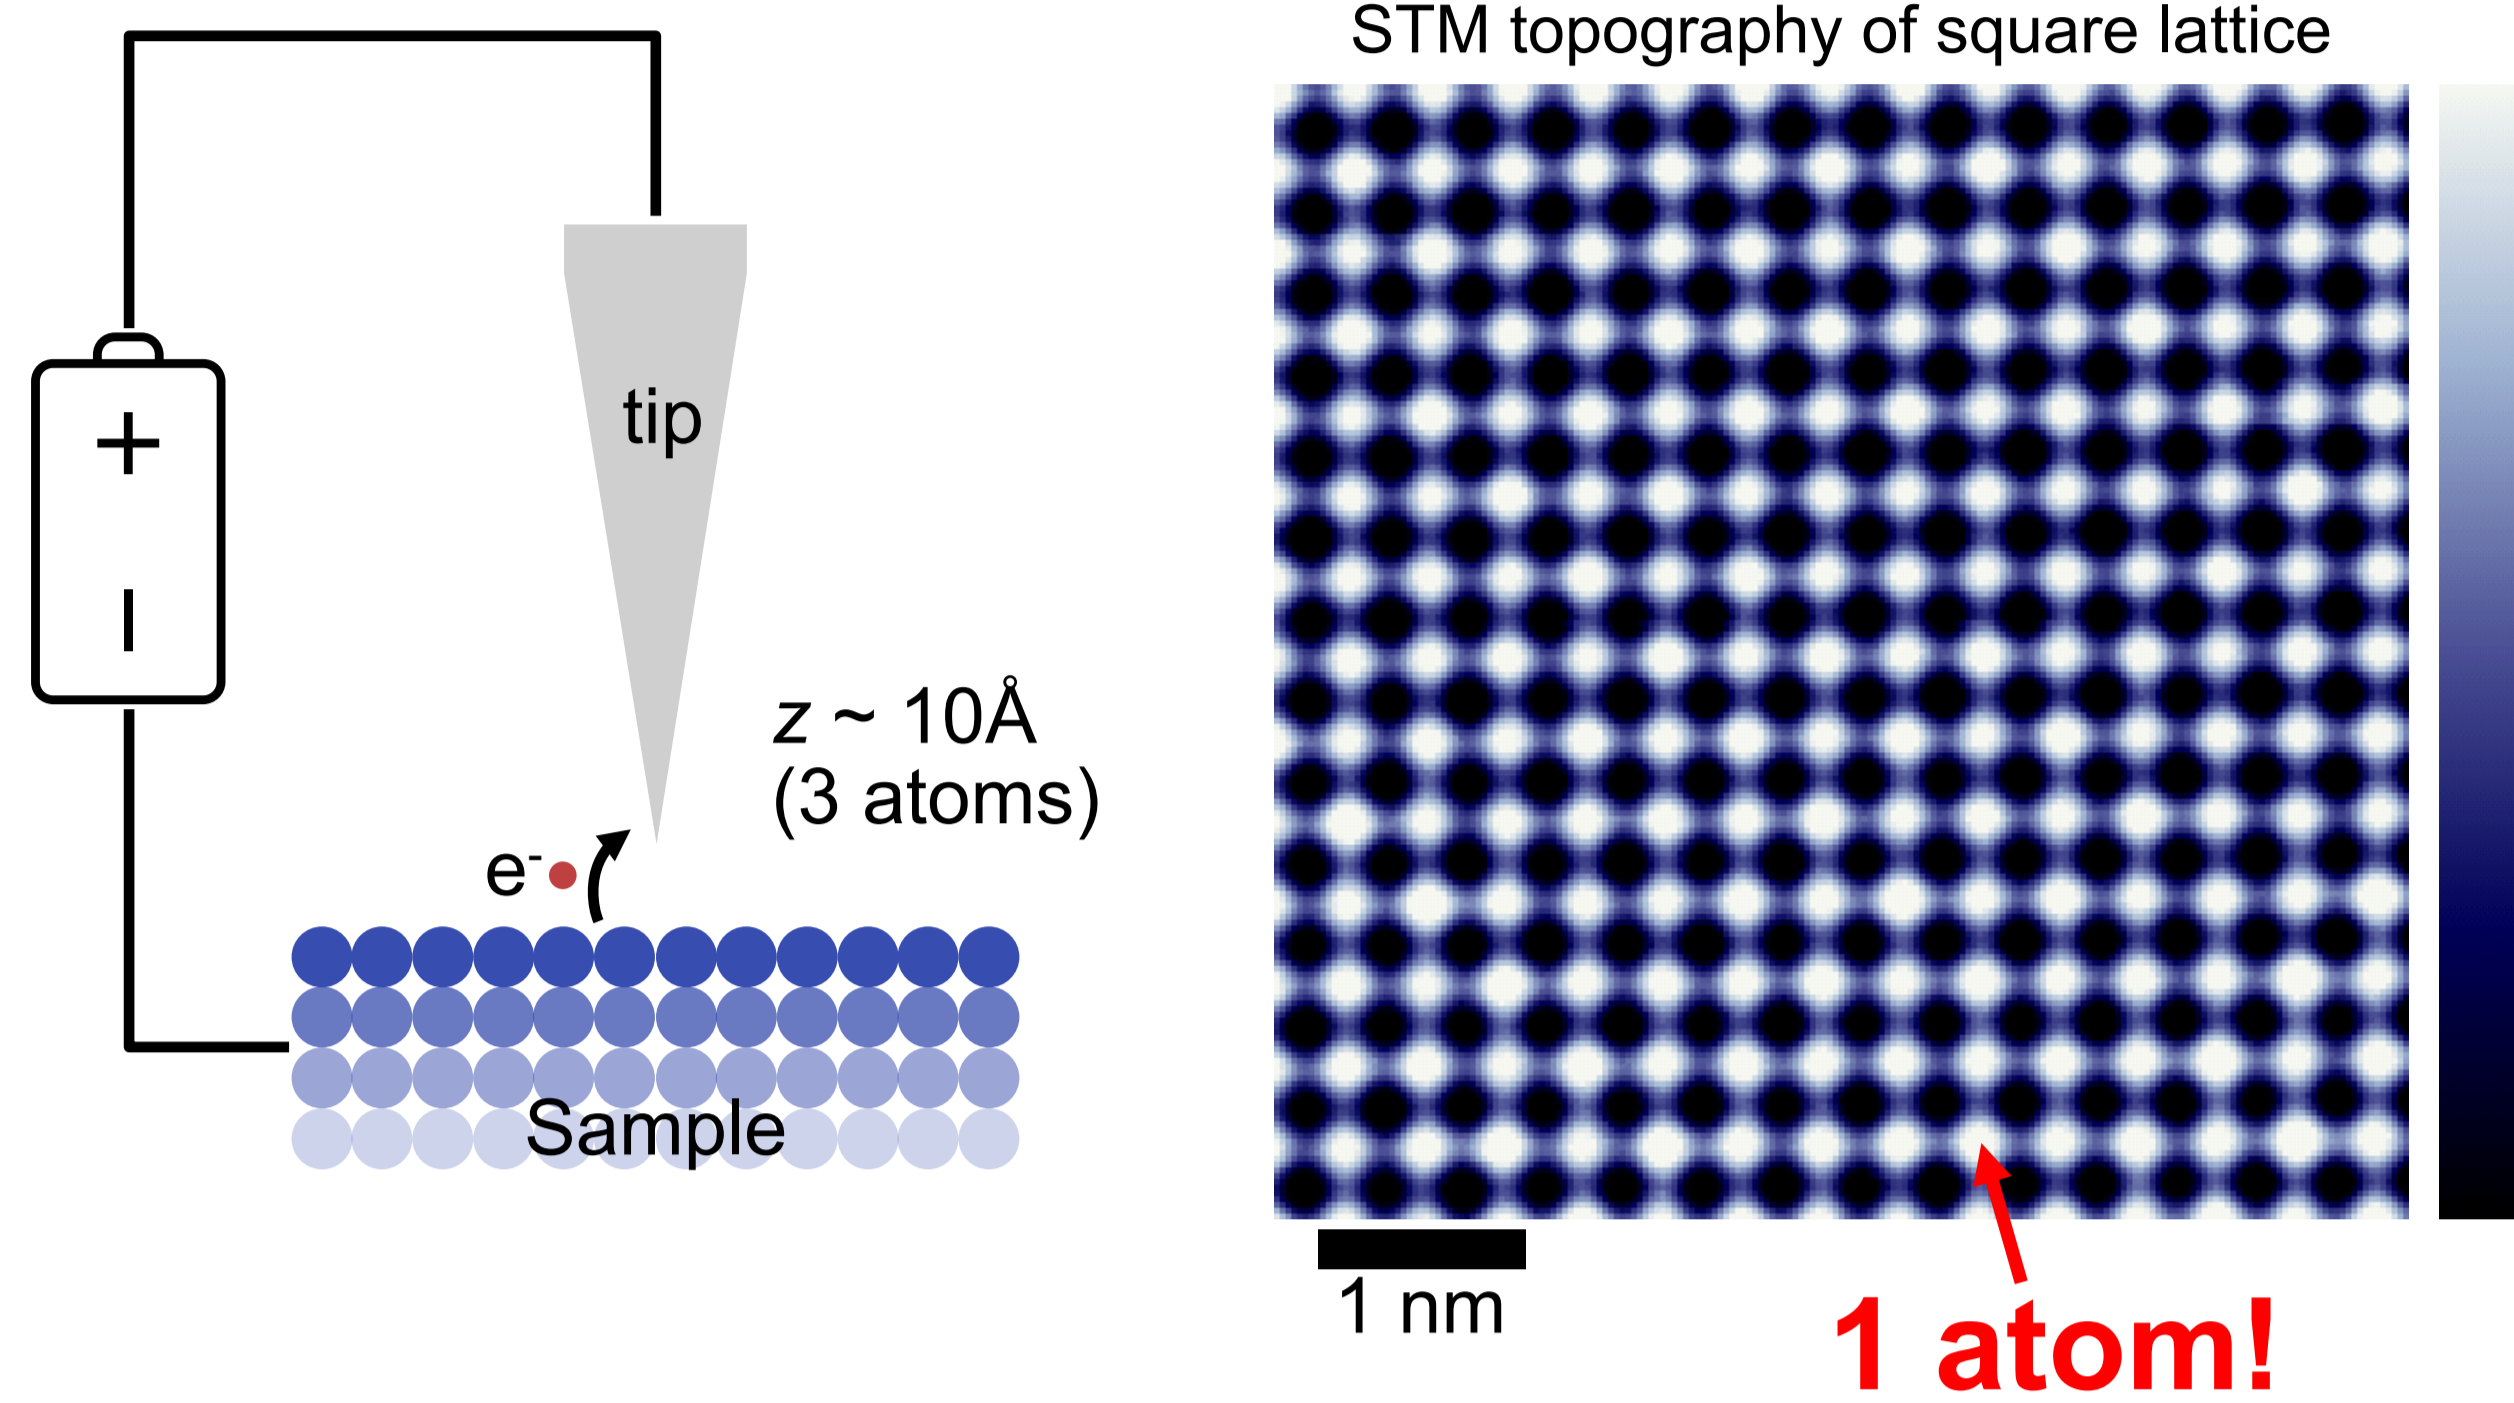 STM topography of square lattice
+
tip
−
z ~ 10Å
(3 atoms)
e-
Sample
1 nm
1 atom!